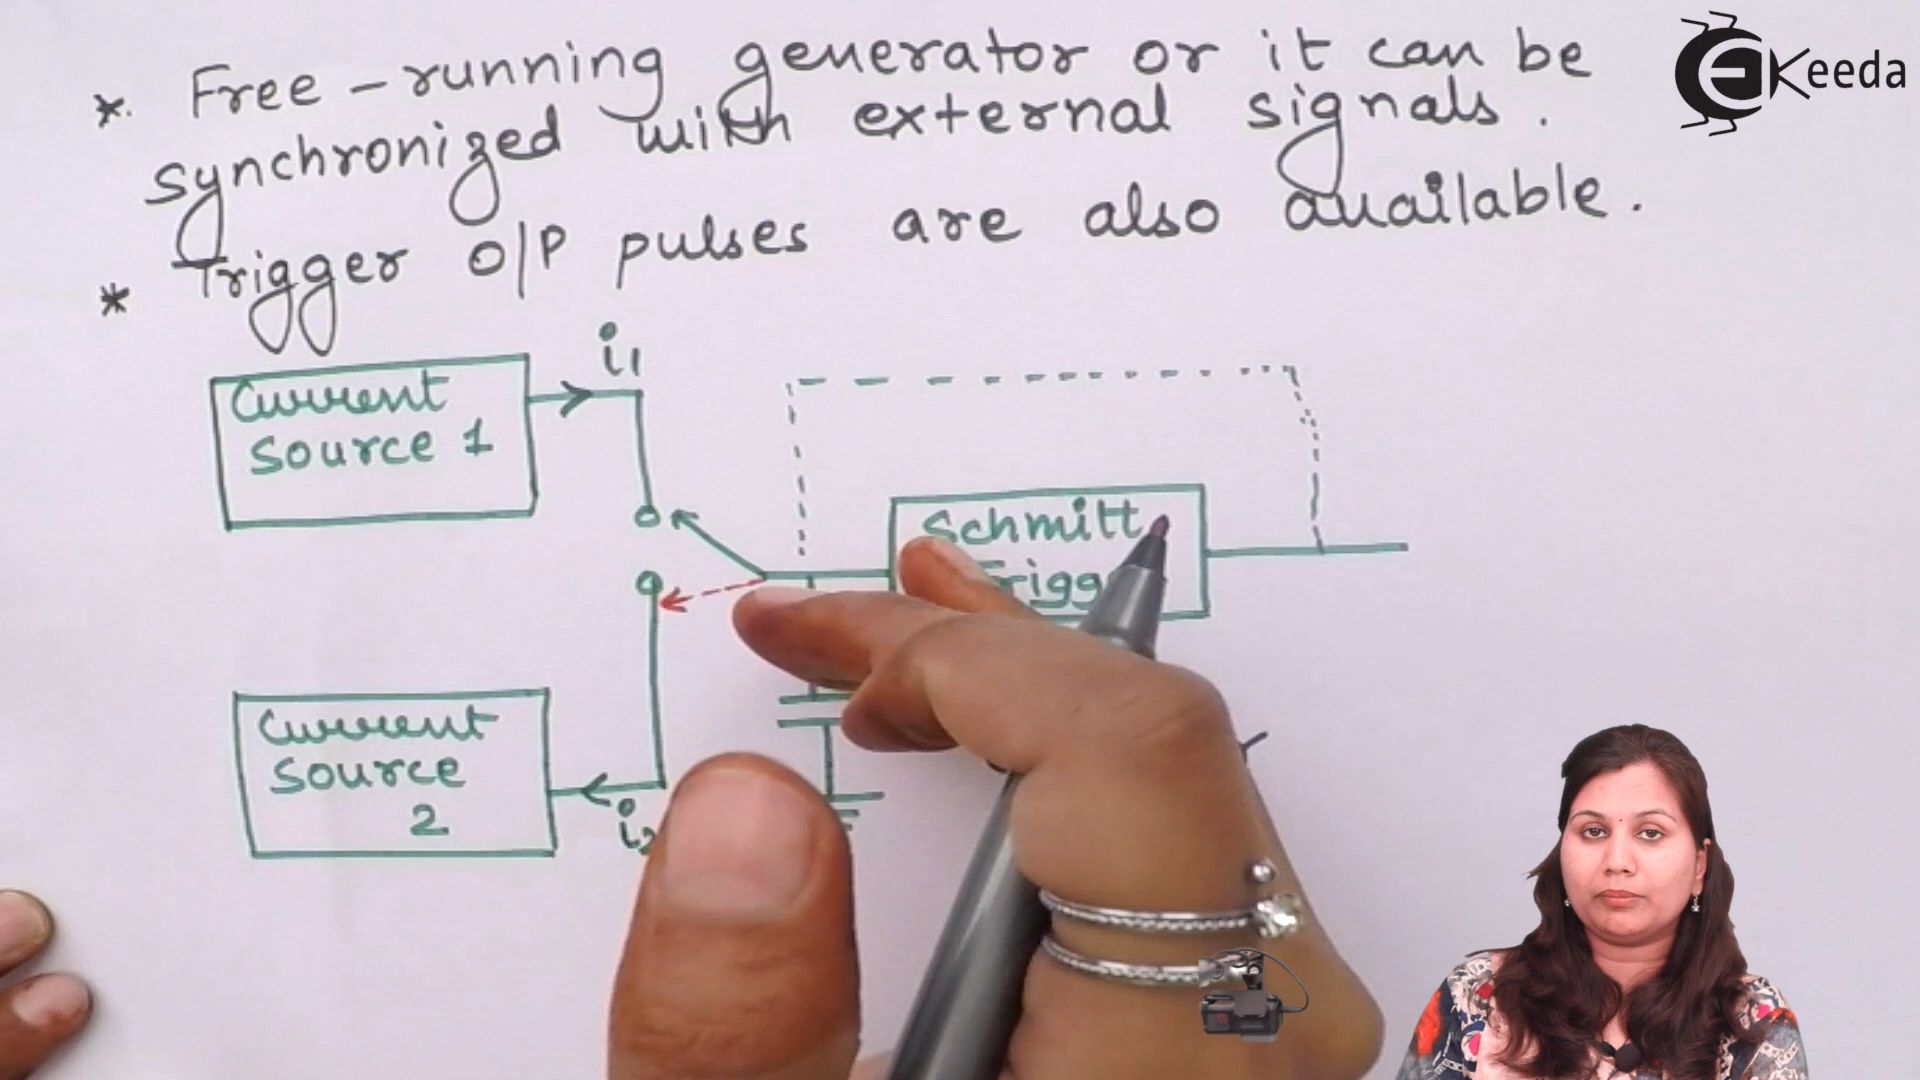 * Free-running generator or it can be
synchronized with external signals.
* Trigger O/P pulses are also available.
EKeeda
i1
Current
Source 1
Schmitt
Current
Source
2